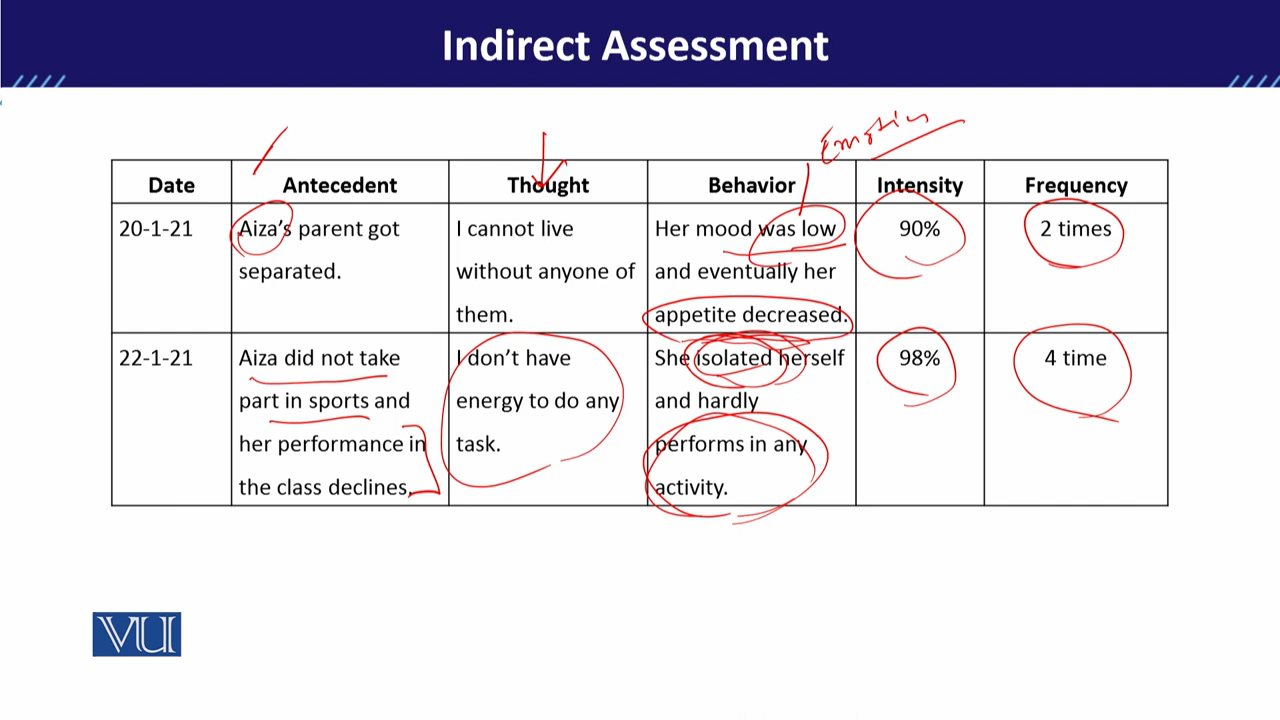 Indirect Assessment
Emotion
Date Antecedent Thought Behavior Intensity Frequency
20-1-21 Aiza's parent got I cannot live Her mood was low 90% 2 times
separated. without anyone of and eventually her
them. appetite decreased.
22-1-21 Aiza did not take I don't have She isolated herself 98% 4 time
part in sports and energy to do any and hardly
her performance in task. performs in any
the class declines. activity.
VU